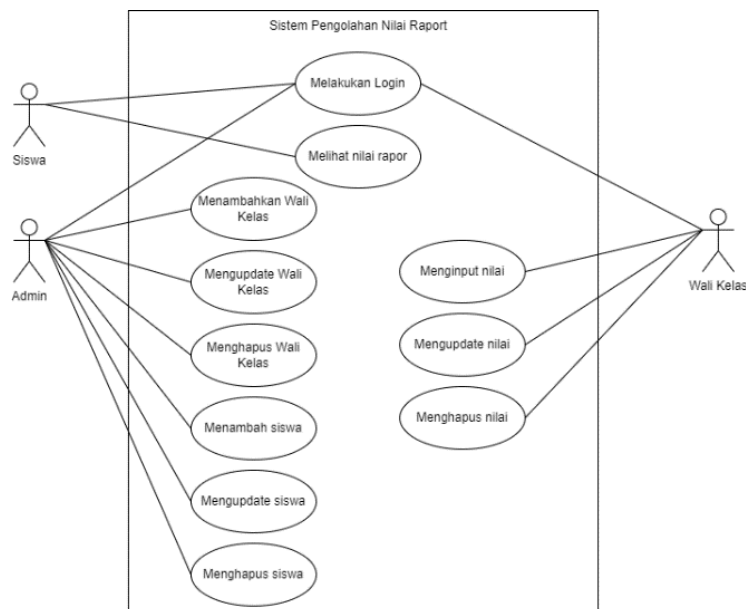 Sistem Pengolahan Nilai Raport
Melakukan Login
Siswa
Melihat nilai rapor
Menambahkan Wali
Kelas
Admin
Mengupdate Wali
Kelas
Menghapus Wali
Kelas
Menambah siswa
Mengupdate siswa
Menghapus siswa
Menginput nilai
Mengupdate nilai
Menghapus nilai
Wali Kelas